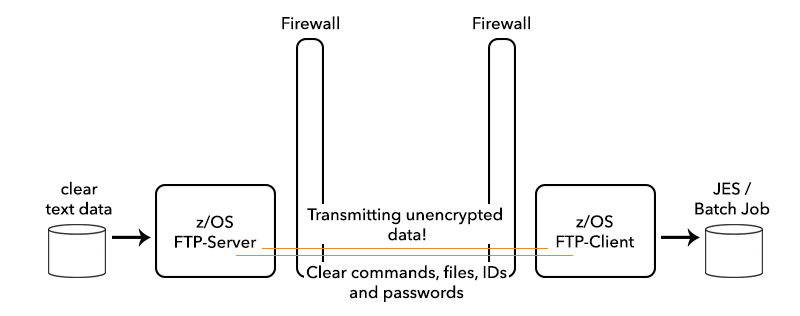 Firewall
Firewall
clear
text data
z/OS
FTP-Server
Transmitting unencrypted
data!
Clear commands, files, IDs
and passwords
z/OS
FTP-Client
JES /
Batch Job